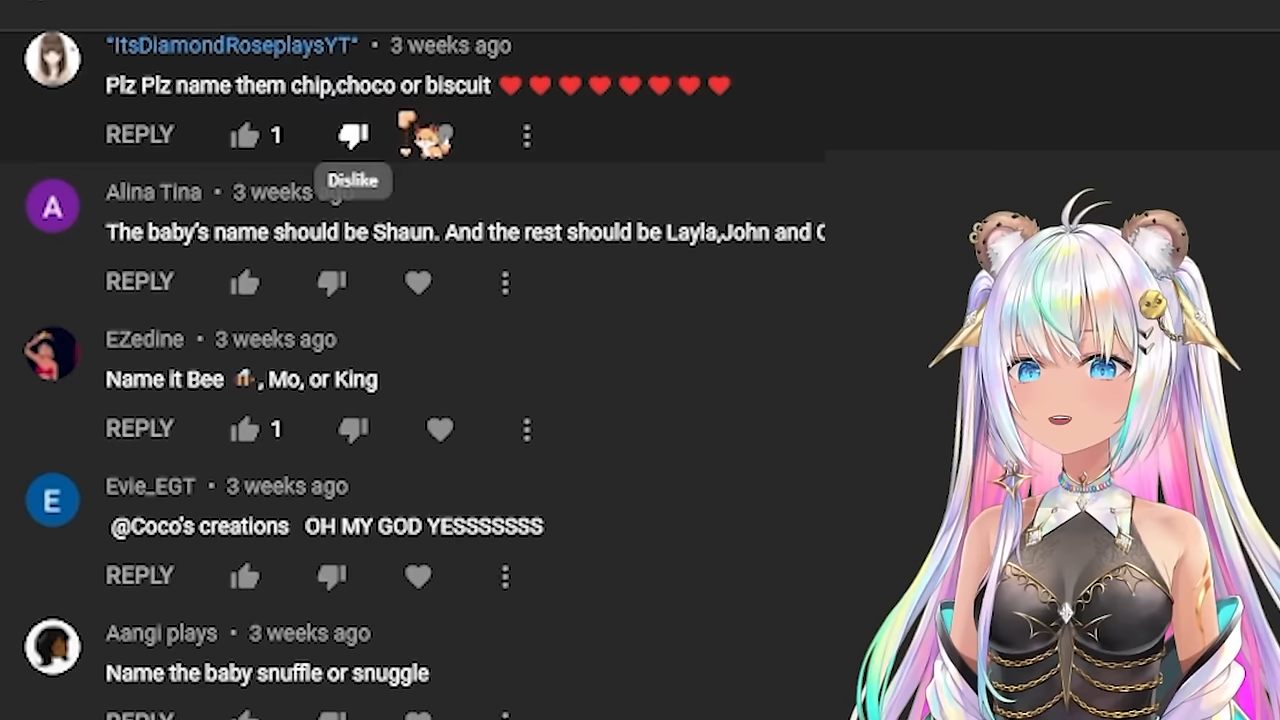 "ItsDiamondRoseplaysYT" • 3 weeks ago
Plz Plz name them chip,choco or biscuit ❤️❤️❤️❤️❤️❤️❤️❤️
REPLY 1
Dislike
Alina Tina • 3 weeks ago
The baby's name should be Shaun. And the rest should be Layla,John and
REPLY
EZedine • 3 weeks ago
Name it Bee , Mo, or King
REPLY 1
Evie_EGT • 3 weeks ago
@Coco's creations OH MY GOD YESSSSSSS
REPLY
Aangi plays • 3 weeks ago
Name the baby snuffle or snuggle
REPLY